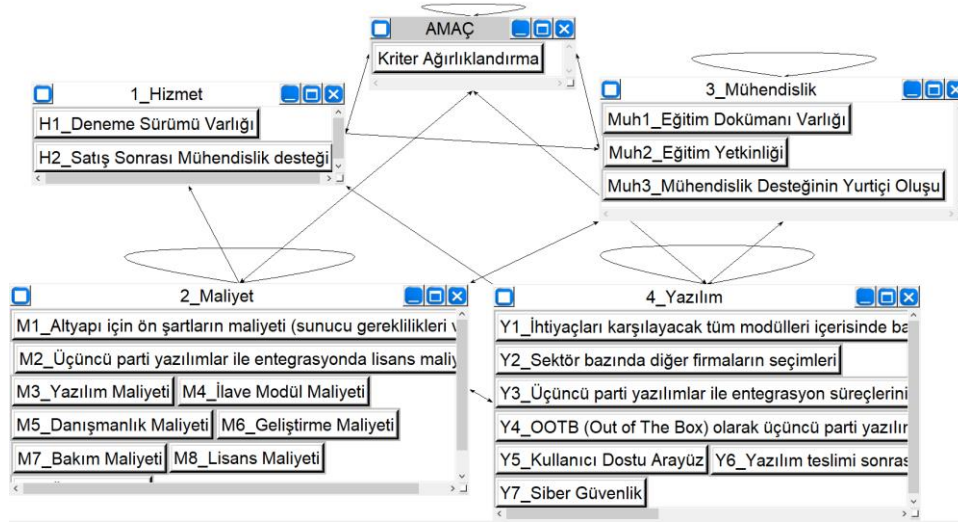 AMAÇ
Kriter Ağırlıklandırma
1_Hizmet
H1_Deneme Sürümü Varlığı
H2_Satış Sonrası Mühendislik desteği
3_Mühendislik
Muh1_Eğitim Dokümanı Varlığı
Muh2_Eğitim Yetkinliği
Muh3_Mühendislik Desteğinin Yurtiçi Oluşu
2_Maliyet
M1_Altyapı için ön şartların maliyeti (sunucu gereklilikleri
M2_Üçüncü parti yazılımlar ile entegrasyonda lisans maliy
M3_Yazılım Maliyeti M4_İlave Modül Maliyeti
M5_Danışmanlık Maliyeti M6_Geliştirme Maliyeti
M7_Bakım Maliyeti M8_Lisans Maliyeti
4_Yazılım
Y1_İhtiyaçları karşılayacak tüm modülleri içerisinde ba
Y2_Sektör bazında diğer firmaların seçimleri
Y3_Üçüncü parti yazılımlar ile entegrasyon süreçlerini
Y4_OOTB (Out of The Box) olarak üçüncü parti
Y5_Kullanıcı Dostu Arayüz Y6_Yazılım teslimi sonras
Y7_Siber Güvenlik